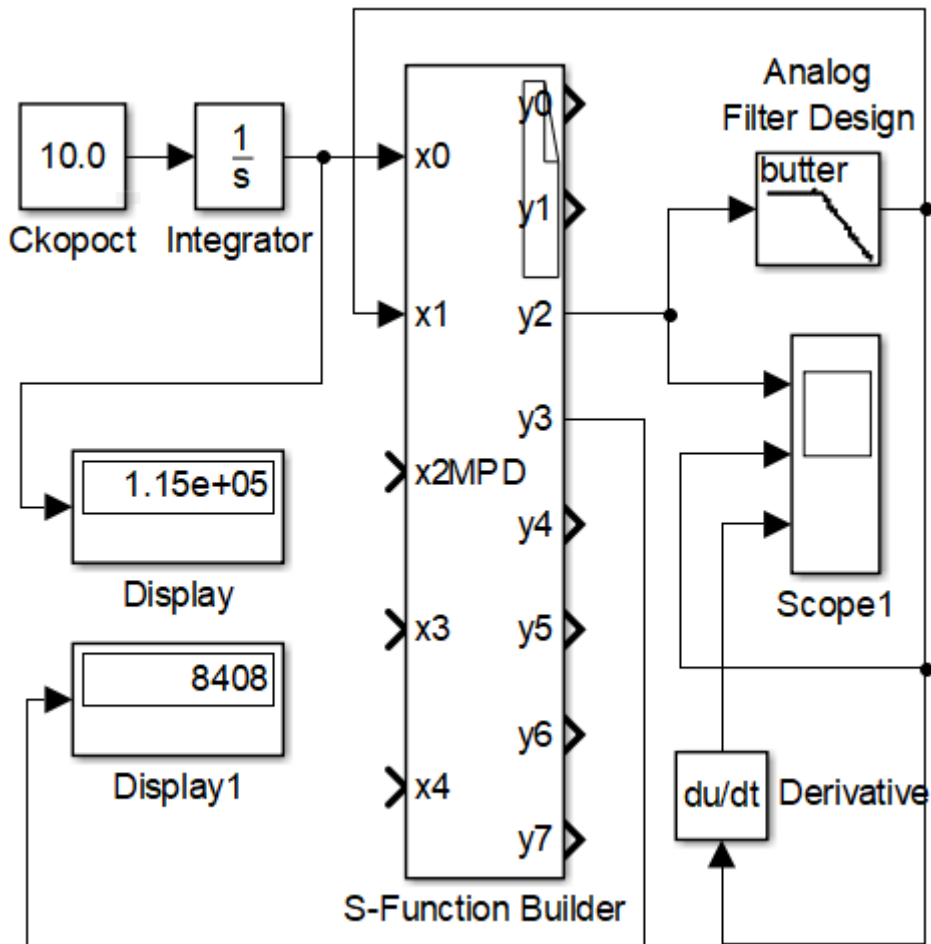 Analog
Filter Design
butter
10.0
1
s
Ckopoct
Integrator
x0
x1
x2MPD
x3
x4
y0
y1
y2
y3
y4
y5
y6
y7
S-Function Builder
1.15e+05
Display
8408
Display1
Scope1
du/dt
Derivative